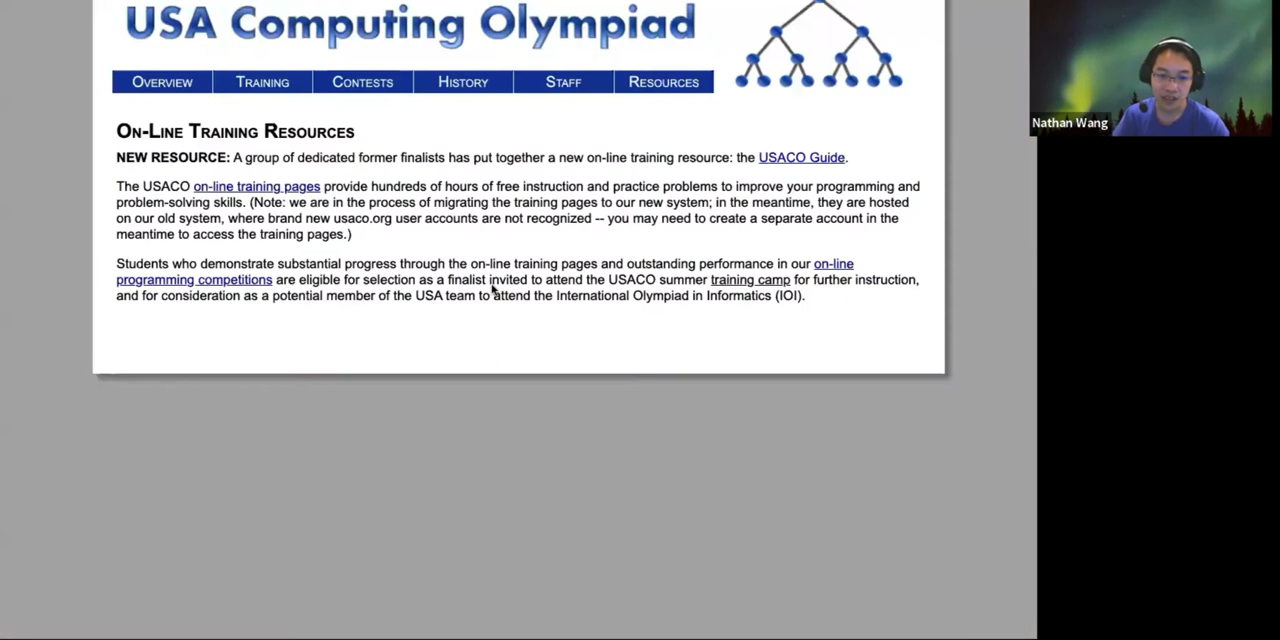 USA Computing Olympiad
OVERVIEW TRAINING CONTESTS HISTORY STAFF RESOURCES
Nathan Wang
ON-LINE TRAINING RESOURCES
NEW RESOURCE: A group of dedicated former finalists has put together a new on-line training resource: the USACO Guide.
The USACO on-line training pages provide hundreds of hours of free instruction and practice problems to improve your programming and
problem-solving skills. (Note: we are in the process of migrating the training pages to our new system; in the meantime, they are hosted
on our old system, where brand new usaco.org user accounts are not recognized -- you may need to create a separate account in the
meantime to access the training pages.)
Students who demonstrate substantial progress through the on-line training pages and outstanding performance in our on-line
programming competitions are eligible for selection as a finalist invited to attend the USACO summer training camp for further instruction,
and for consideration as a potential member of the USA team to attend the International Olympiad in Informatics (IOI).